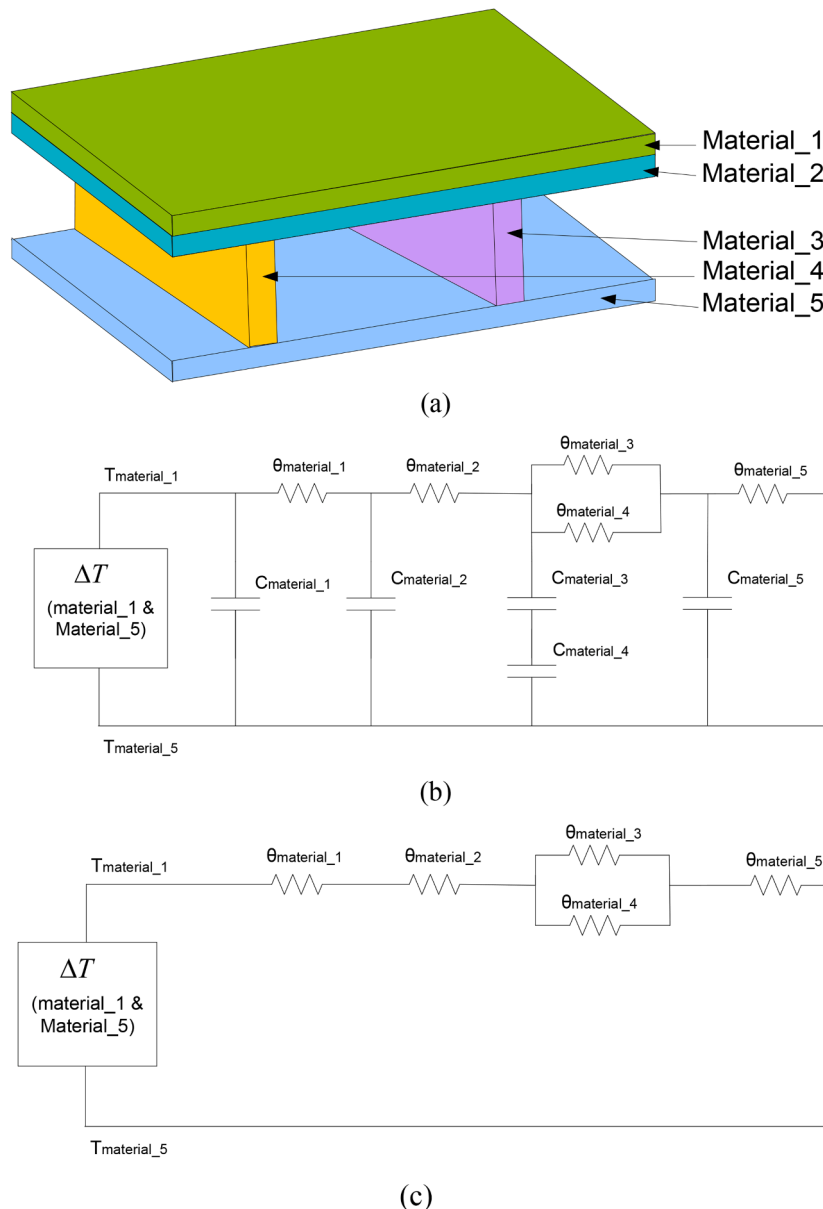 Material_1
Material_2
Material_3
Material_4
Material_5
(a)
Tmaterial_1
θmaterial_1
θmaterial_2
θmaterial_3
θmaterial_4
θmaterial_5
ΔT
(material_1 &
Material_5)
Cmaterial_1
Cmaterial_2
Cmaterial_3
Cmaterial_4
Cmaterial_5
Tmaterial_5
(b)
Tmaterial_1
θmaterial_1
θmaterial_2
θmaterial_3
θmaterial_4
θmaterial_5
ΔT
(material_1 &
Material_5)
Tmaterial_5
(c)